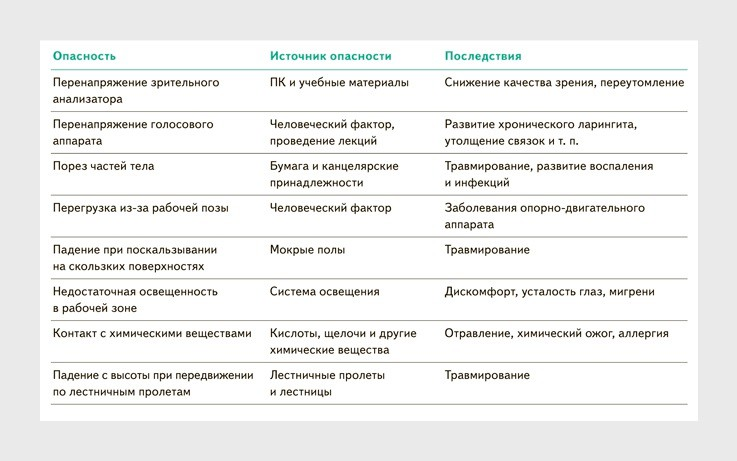 Опасность Источник опасности Последствия
Перенапряжение зрительного ПК и учебные материалы Снижение качества зрения, переутомление
анализатора
Перенапряжение голосового Человеческий фактор, Развитие хронического ларингита,
аппарата проведение лекций утолщение связок и т. п.
Порез частей тела Бумага и канцелярские Травмирование, развитие воспаления
принадлежности и инфекций
Перегрузка из-за рабочей позы Человеческий фактор Заболевания опорно-двигательного
аппарата
Падение при поскальзывании Мокрые полы Травмирование
на скользких поверхностях
Недостаточная освещенность Система освещения Дискомфорт, усталость глаз, мигрени
в рабочей зоне
Контакт с химическими веществами Кислоты, щелочи и другие Отравление, химический ожог, аллергия
химические вещества
Падение с высоты при передвижении Лестничные пролеты Травмирование
по лестничным пролетам и лестницы